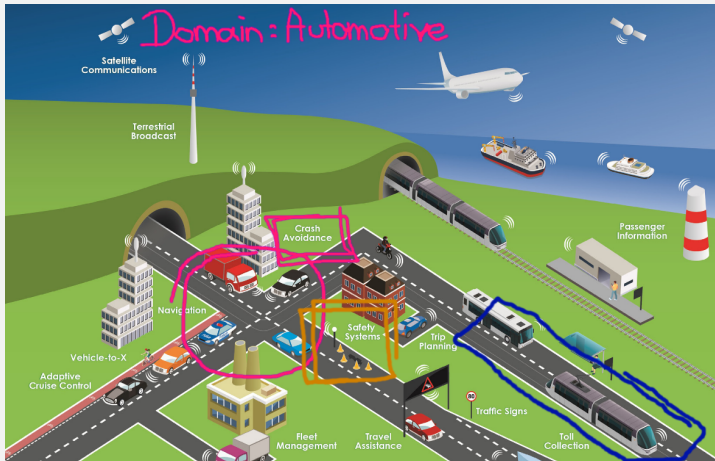 Domain: Automotive
Satellite
Communications
Terrestrial
Broadcast
Crash
Avoidance
Passenger
Information
Navigation
Safety
Systems
Trip
Planning
Vehicle-to-X
Adaptive
Cruise Control
80
Traffic Signs
Fleet
Management
Travel
Assistance
Toll
Collection